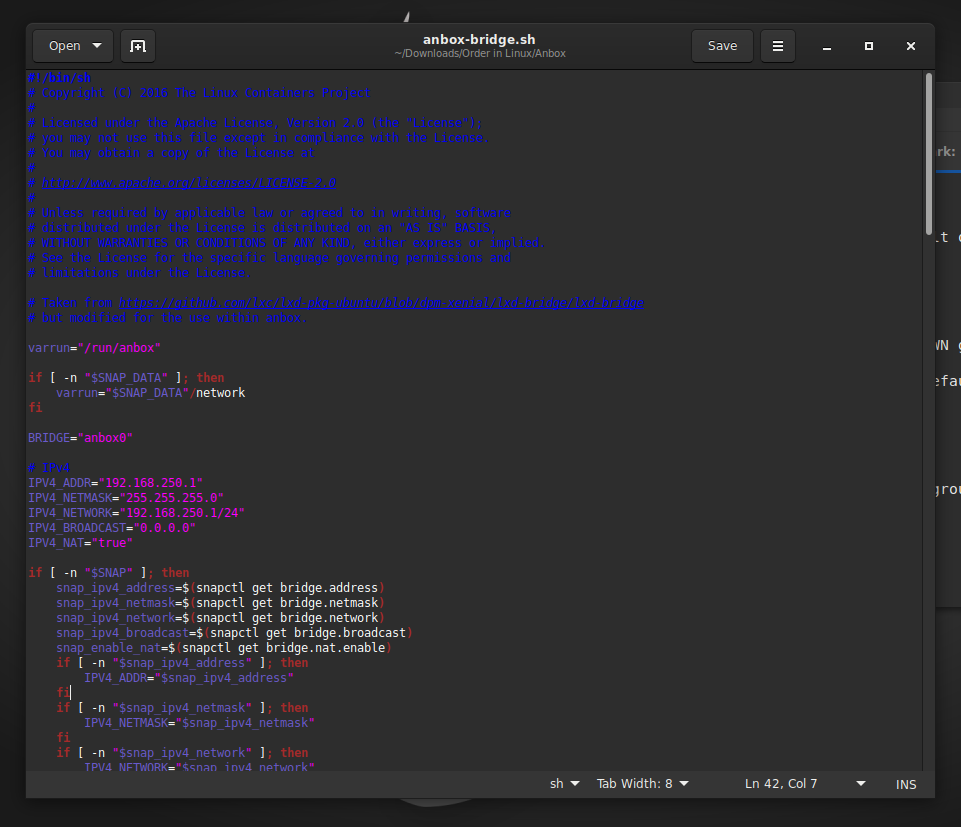 Open
anbox-bridge.sh
~/Downloads/Order in Linux/Anbox
Save
#!/bin/sh
# Copyright (C) 2016 The Linux Containers Project
#
# Licensed under the Apache License, Version 2.0 (the "License");
# you may not use this file except in compliance with the License.
# You may obtain a copy of the License at
#
# http://www.apache.org/licenses/LICENSE-2.0
#
# Unless required by applicable law or agreed to in writing, software
# distributed under the License is distributed on an "AS IS" BASIS,
# WITHOUT WARRANTIES OR CONDITIONS OF ANY KIND, either express or implied.
# See the License for the specific language governing permissions and
# limitations under the License.
# Taken from https://github.com/lxc/lxd-pkg-ubuntu/blob/dpm-xenial/lxd-bridge/lxd-bridge
# but modified for the use within anbox.
varrun="/run/anbox"
if [ -n "$SNAP_DATA" ]; then
    varrun="$SNAP_DATA"/network
fi
BRIDGE="anbox0"
# IPv4
IPV4_ADDR="192.168.250.1"
IPV4_NETMASK="255.255.255.0"
IPV4_NETWORK="192.168.250.1/24"
IPV4_BROADCAST="0.0.0.0"
IPV4_NAT="true"
if [ -n "$SNAP" ]; then
    snap_ipv4_address=$(snapctl get bridge.address)
    snap_ipv4_netmask=$(snapctl get bridge.netmask)
    snap_ipv4_network=$(snapctl get bridge.network)
    snap_ipv4_broadcast=$(snapctl get bridge.broadcast)
    snap_enable_nat=$(snapctl get bridge.nat.enable)
    if [ -n "$snap_ipv4_address" ]; then
        IPV4_ADDR="$snap_ipv4_address"
    fi
    if [ -n "$snap_ipv4_netmask" ]; then
        IPV4_NETMASK="$snap_ipv4_netmask"
    fi
    if [ -n "$snap_ipv4_network" ]; then
        IPV4_NETWORK="$snap_ipv4_network"
sh
Tab Width: 8
Ln 42, Col 7
INS